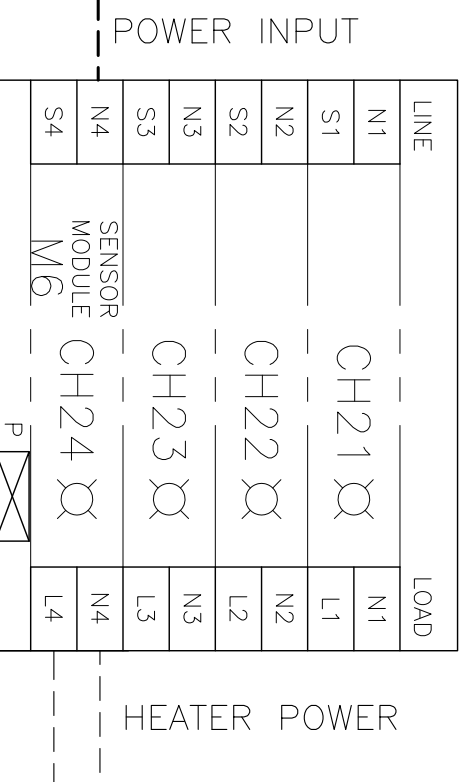 POWER INPUT
LINE
N1
S1
N2
S2
N3
S3
N4
S4
SENSOR
MODULE
M6
CH21
CH22
CH23
CH24
P
LOAD
N1
L1
N2
L2
N3
L3
N4
L4
HEATER POWER